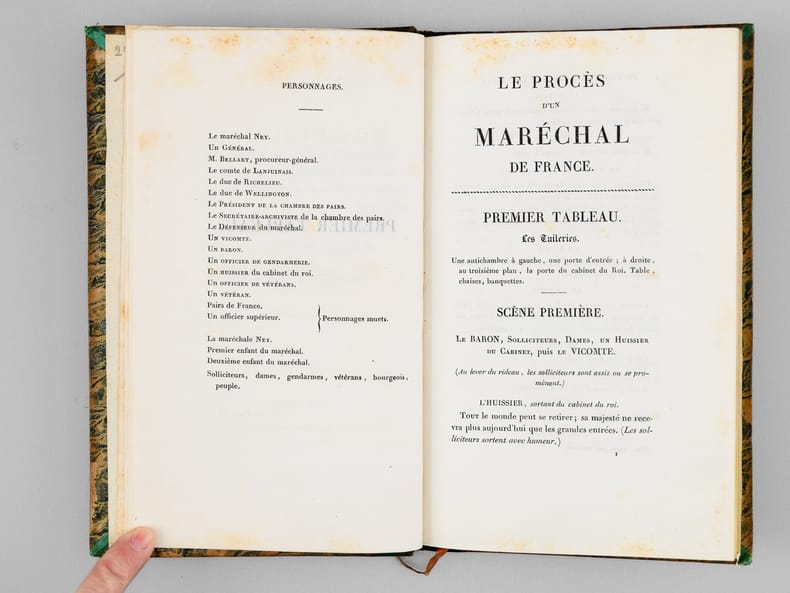 22
PERSONNAGES.
Le maréchal NEY.
UN GÉNÉRAL.
M. BELLART, procureur-général.
Le comte de LANJUINAIS.
Le duc de RICHELIEU.
Le duc de WELLINGTON.
LE PRÉSIDENT DE LA CHAMBRE DES PAIRS.
Le SECRÉTAIRE-ARCHIVISTE de la chambre des pairs.
Le DÉFENSEUR du maréchal.
UN VICOMTE.
UN BARON.
UN OFFICIER DE GENDARMERIE.
UN HUISSIER du cabinet du roi.
UN OFFICIER DE VÉTÉRANS.
UN VÉTÉRAN.
Pairs de France.
Un officier supérieur.
Personnages muets.
La maréchale NEY.
Premier enfant du maréchal.
Deuxième enfant du maréchal.
Solliciteurs, dames, gendarmes, vétérans, bourgeois,
peuple.
LE PROCÈS
D'UN
MARÉCHAL
DE FRANCE.
PREMIER TABLEAU.
Les Tuileries.
Une antichambre à gauche, une porte d'entrée; à droite,
au troisième plan, la porte du cabinet du Roi. Table,
chaises, banquettes.
SCÈNE PREMIÈRE.
LE BARON, SOLLICITEURS, DAMES, UN HUISSIER
DU CABINET, puis LE VICOMTE.
(Au lever du rideau, les solliciteurs sont assis ou se pro-
mènent.)
L'HUISSIER, sortant du cabinet du roi.
TOUT le monde peut se retirer; sa majesté ne rece-
vra plus aujourd'hui que les grandes entrées. (Les sol-
liciteurs sortent avec humeur.)
1